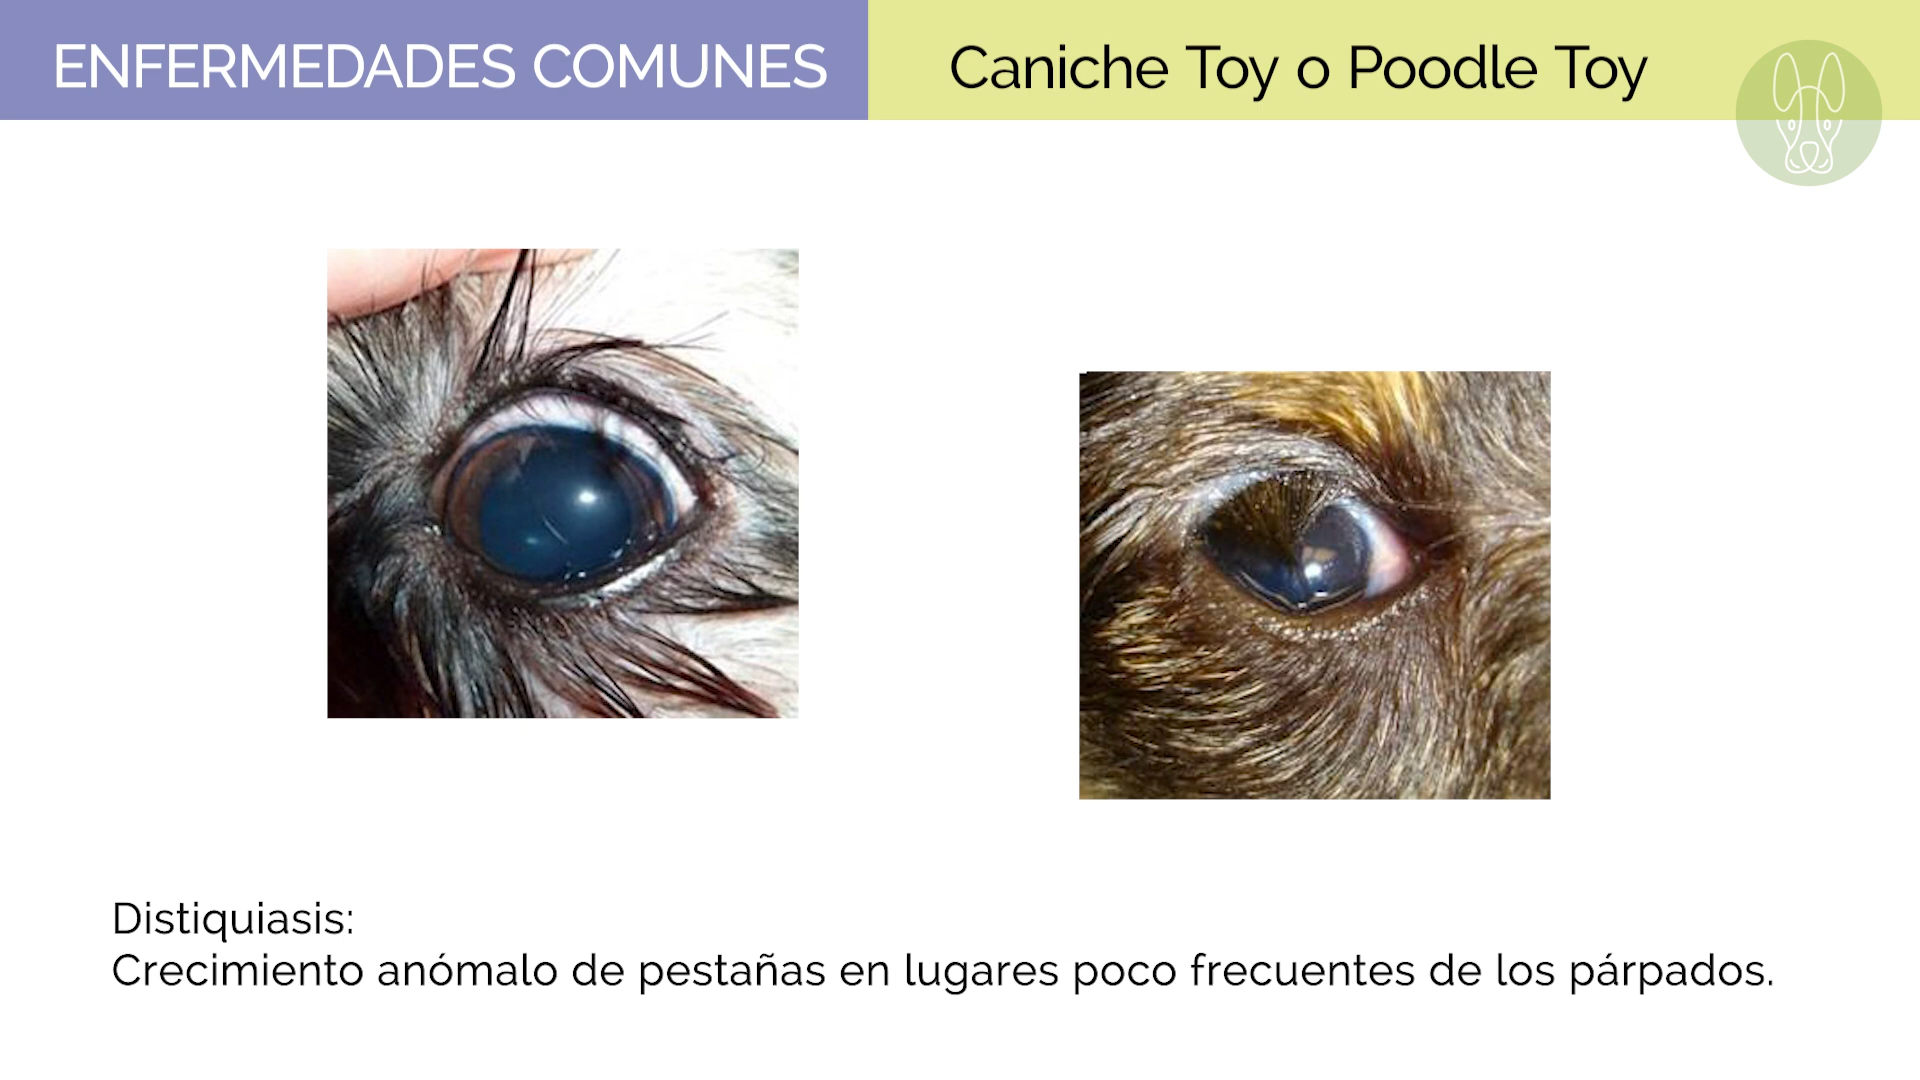 ENFERMEDADES COMUNES
Caniche Toy o Poodle Toy
Distiquiasis:
Crecimiento anómalo de pestañas en lugares poco frecuentes de los párpados.